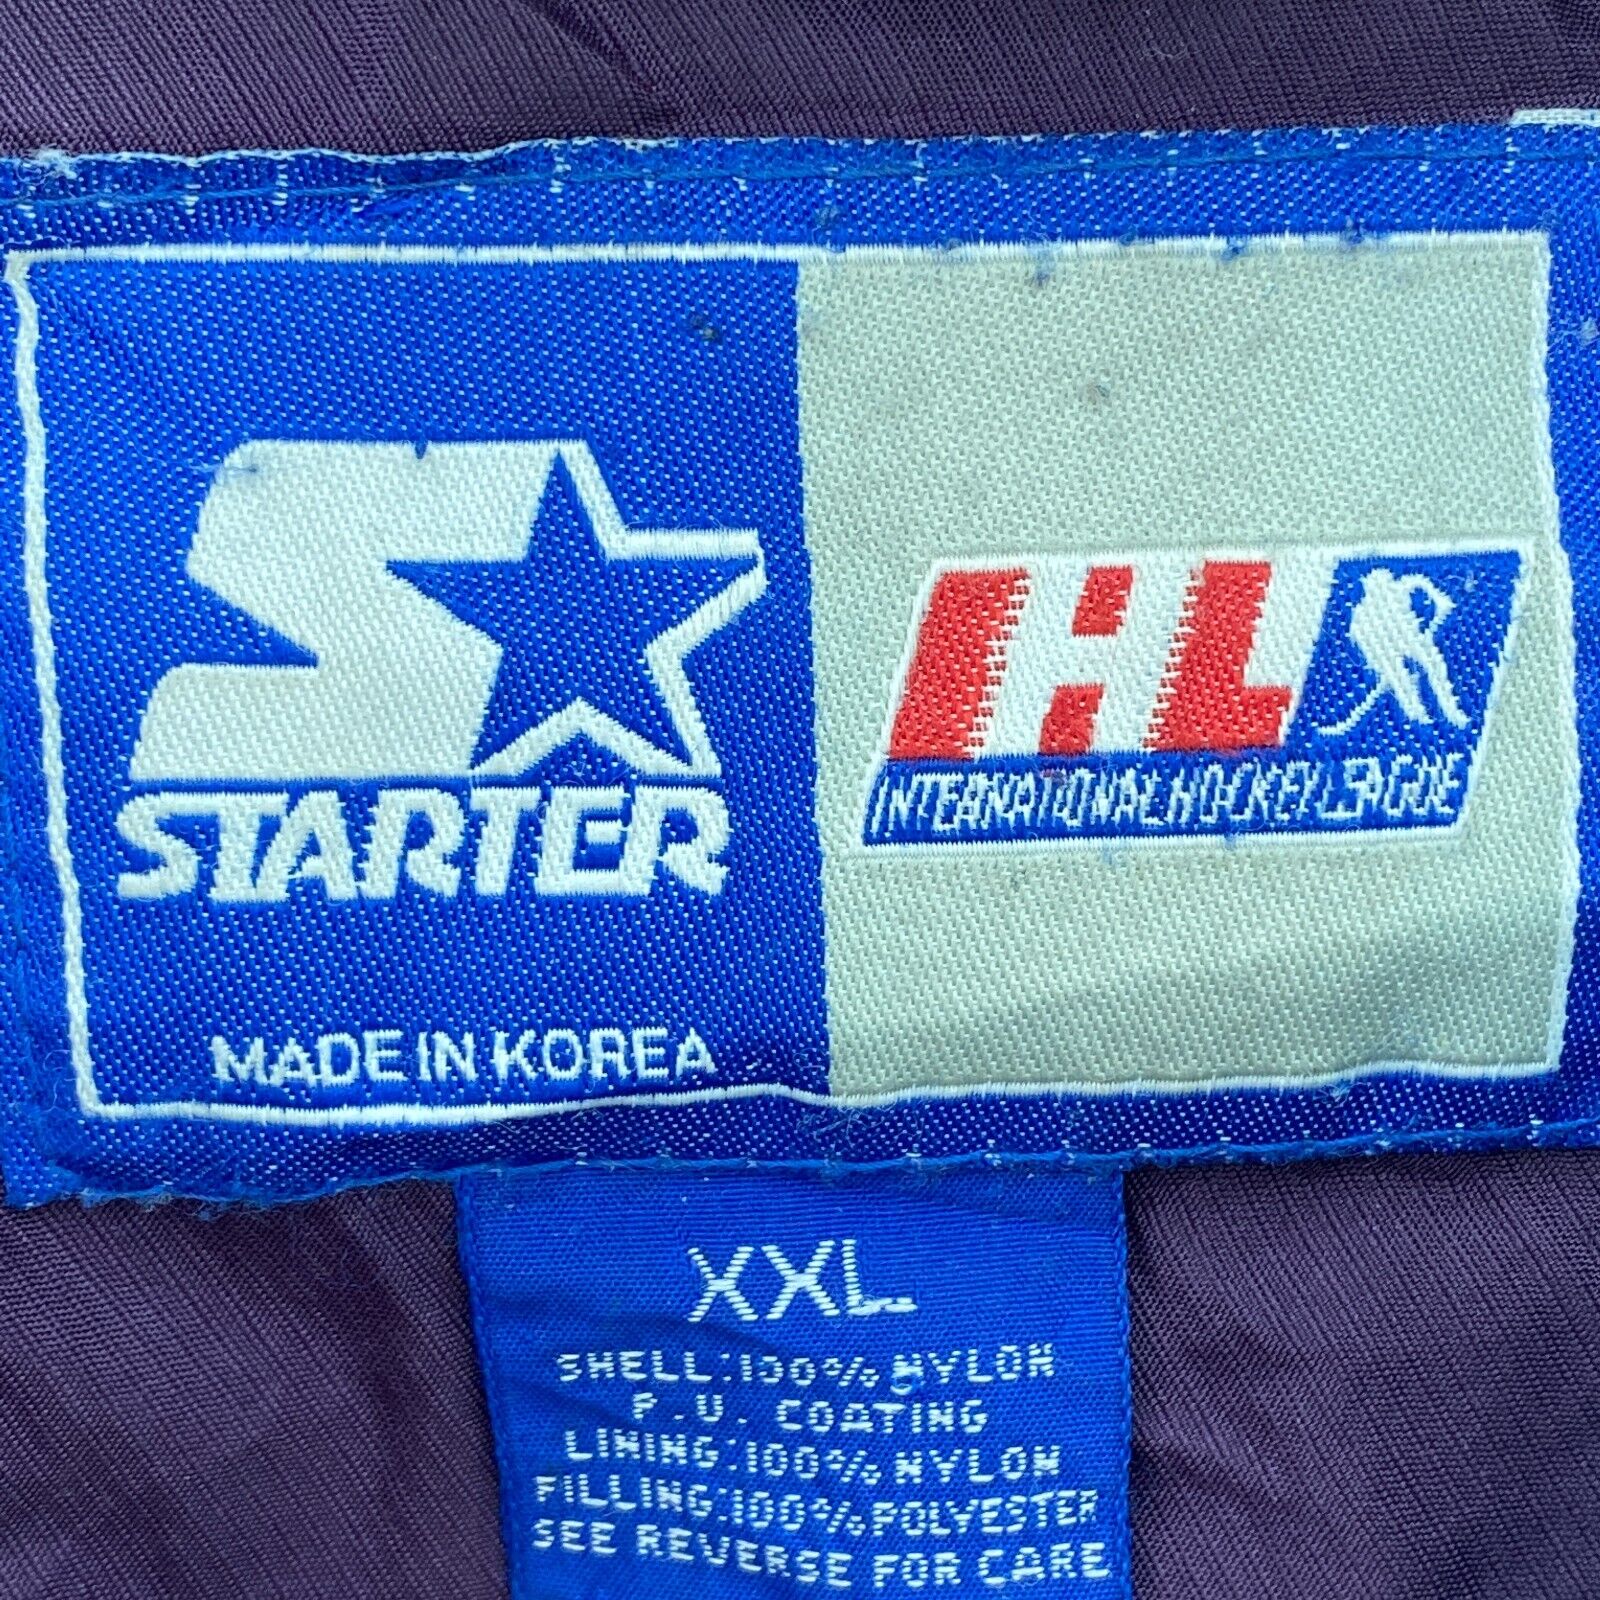 STARTER
MADE IN KOREA
IHL
INTERNATIONAL HOCKEY LEAGUE
XXL
SHELL:100% NYLON
P.U. COATING
LINING:100% NYLON
FILLING:100% POLYESTER
SEE REVERSE FOR CARE